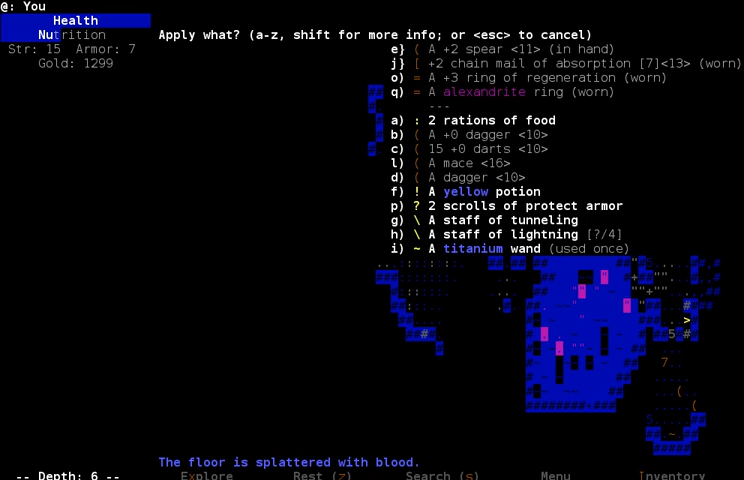 @: You
Health
Nutrition
Str: 15 Armor: 7
Gold: 1299
Apply what? (a-z, shift for more info; or <esc> to cancel)
e} ( A +2 spear <11> (in hand)
j} [ +2 chain mail of absorption [7]<13> (worn)
o) = A +3 ring of regeneration (worn)
q) = A alexandrite ring (worn)
---
a) : 2 rations of food
b) ( A +0 dagger <10>
c) ( 15 +0 darts <10>
l) ( A mace <16>
d) ( A dagger <10>
f) ! A yellow potion
p) ? 2 scrolls of protect armor
g) \ A staff of tunneling
h) \ A staff of lightning [?/4]
i) ~ A titanium wand (used once)
The floor is splattered with blood.
-- Depth: 6 -- Explore Rest (z) Search (s) Menu Inventory